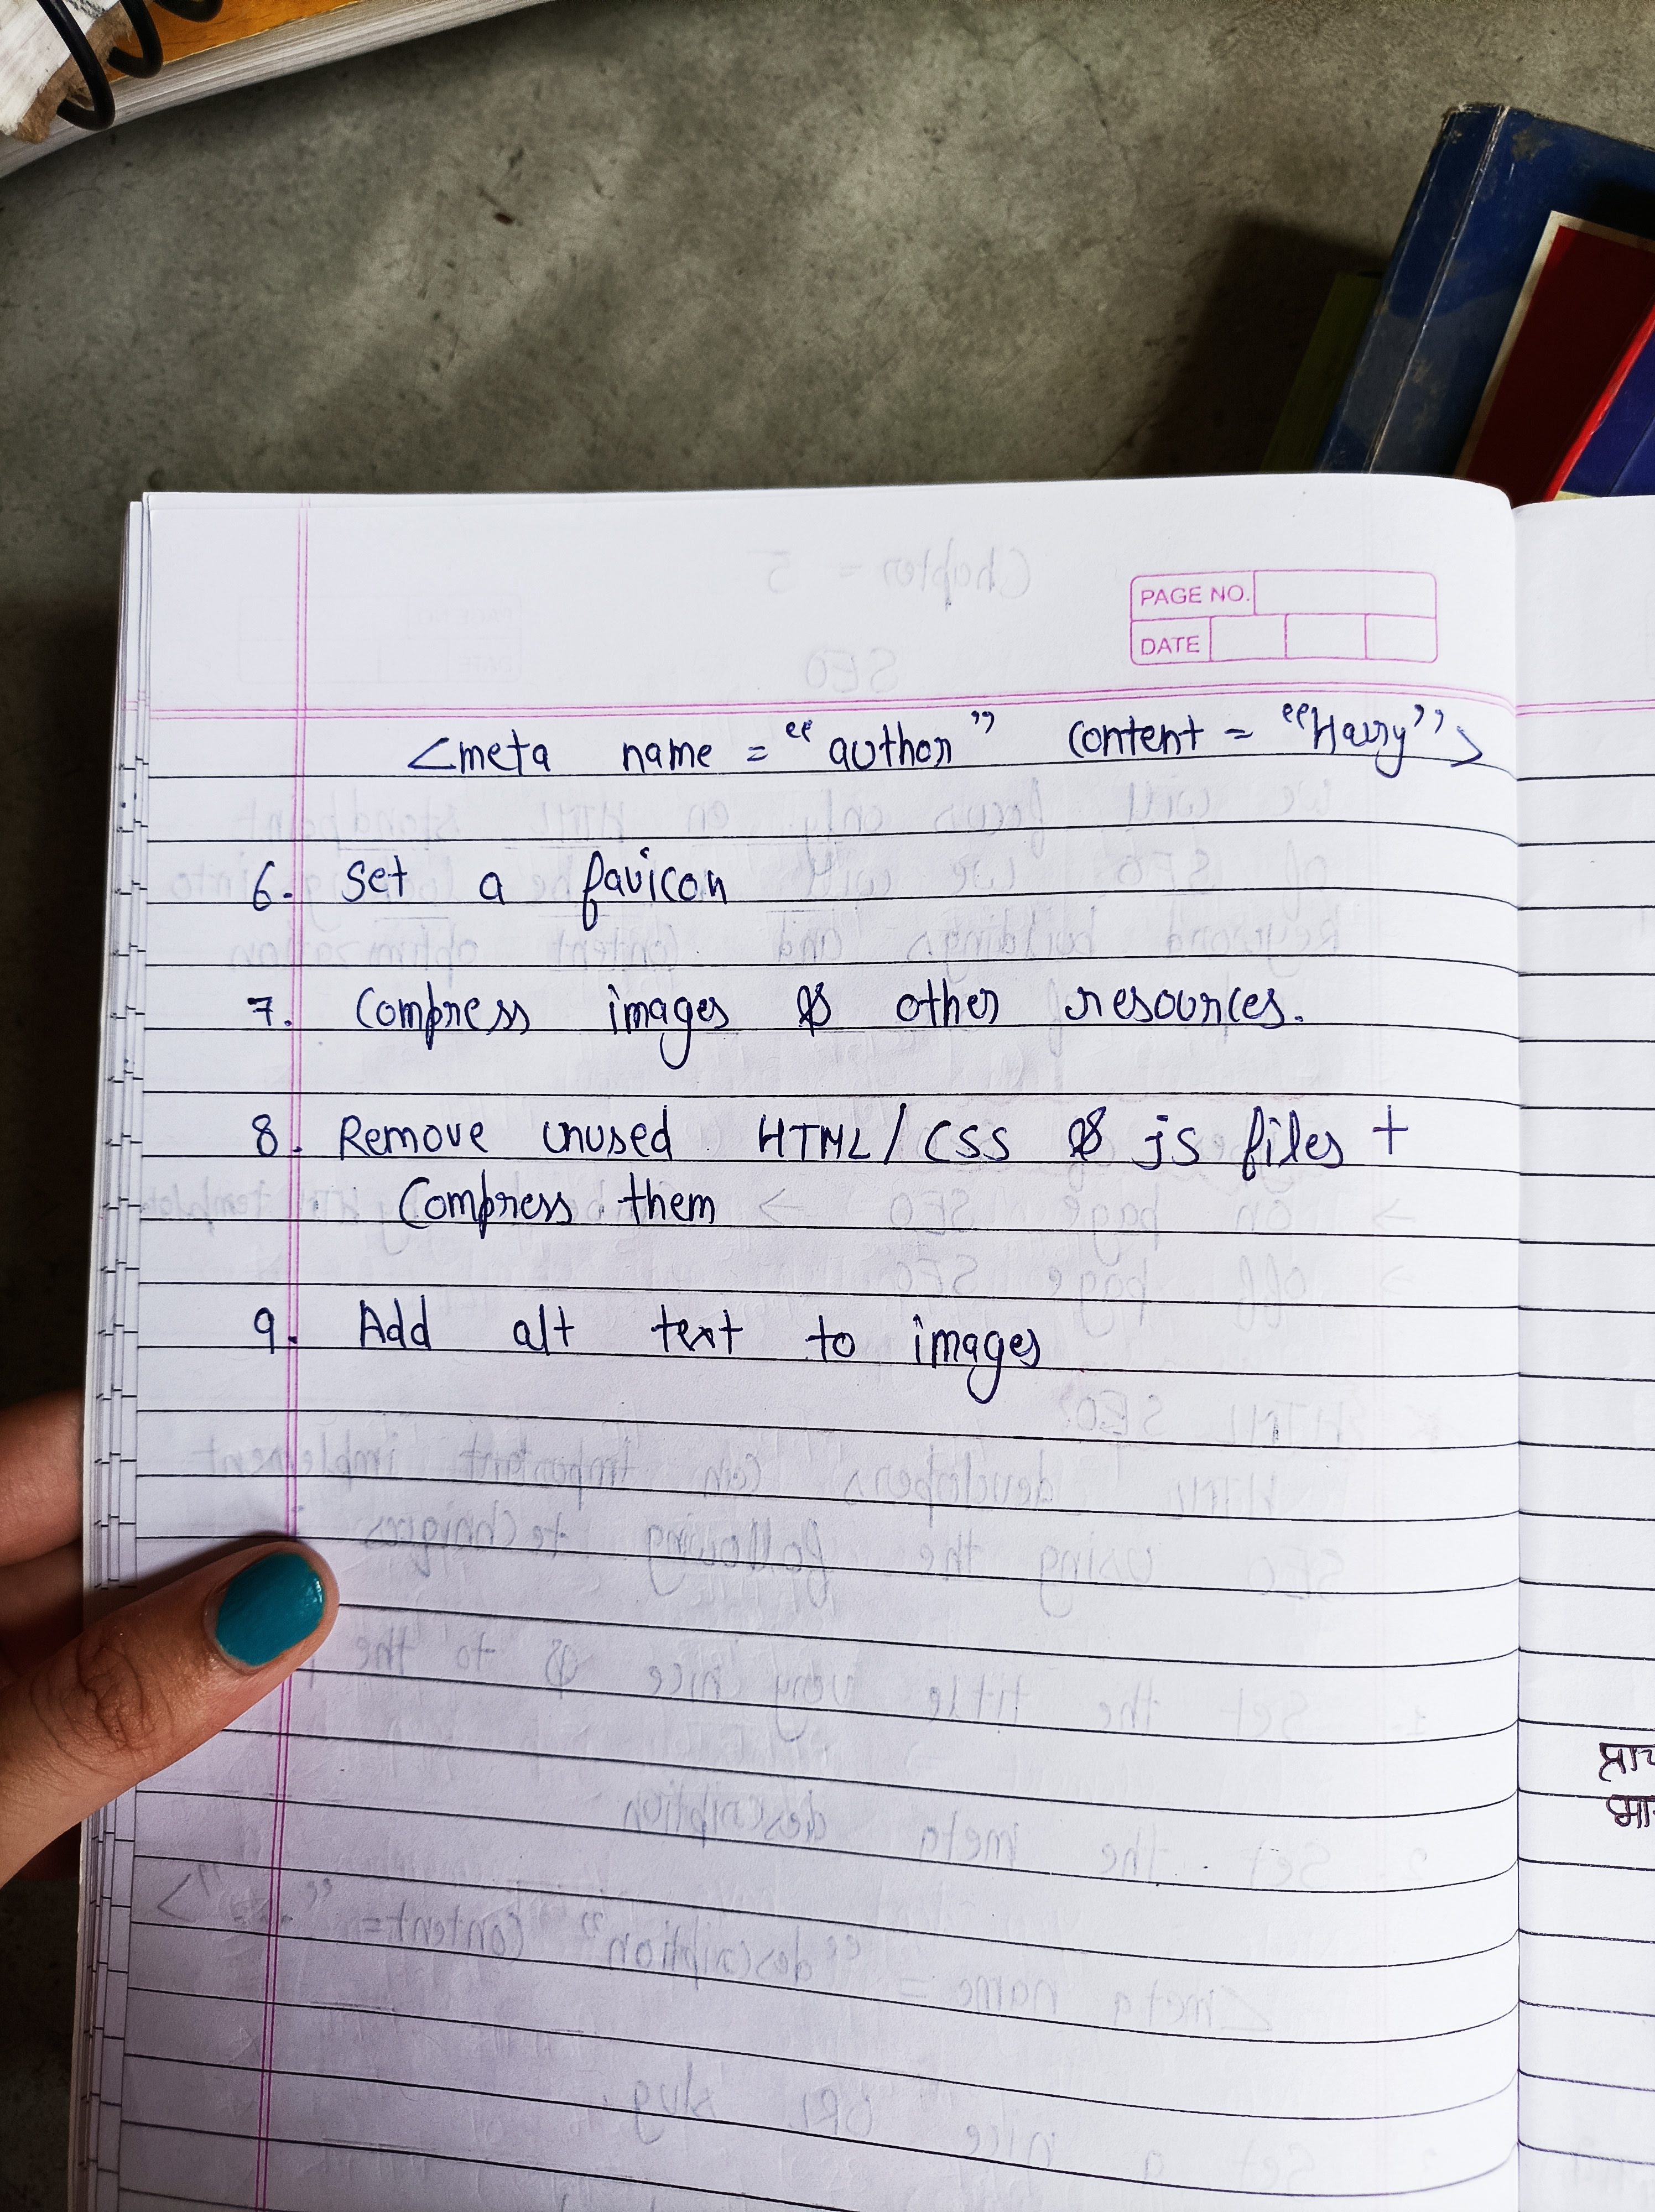 PAGE NO.
DATE
<meta name = "author" content = "Harry">
6. Set a favicon
7. Compress images & other resources.
8. Remove unused HTML/CSS & js files +
Compress them
9. Add alt text to images